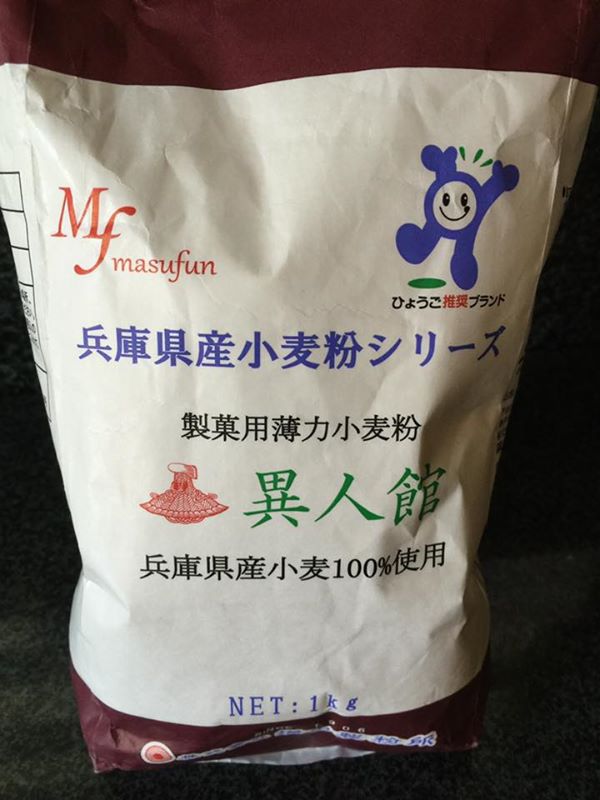 Mf masufun
ひょうご推奨ブランド
兵庫県産小麦粉シリーズ
製菓用薄力小麦粉
異人館
兵庫県産小麦100%使用
NET:1kg